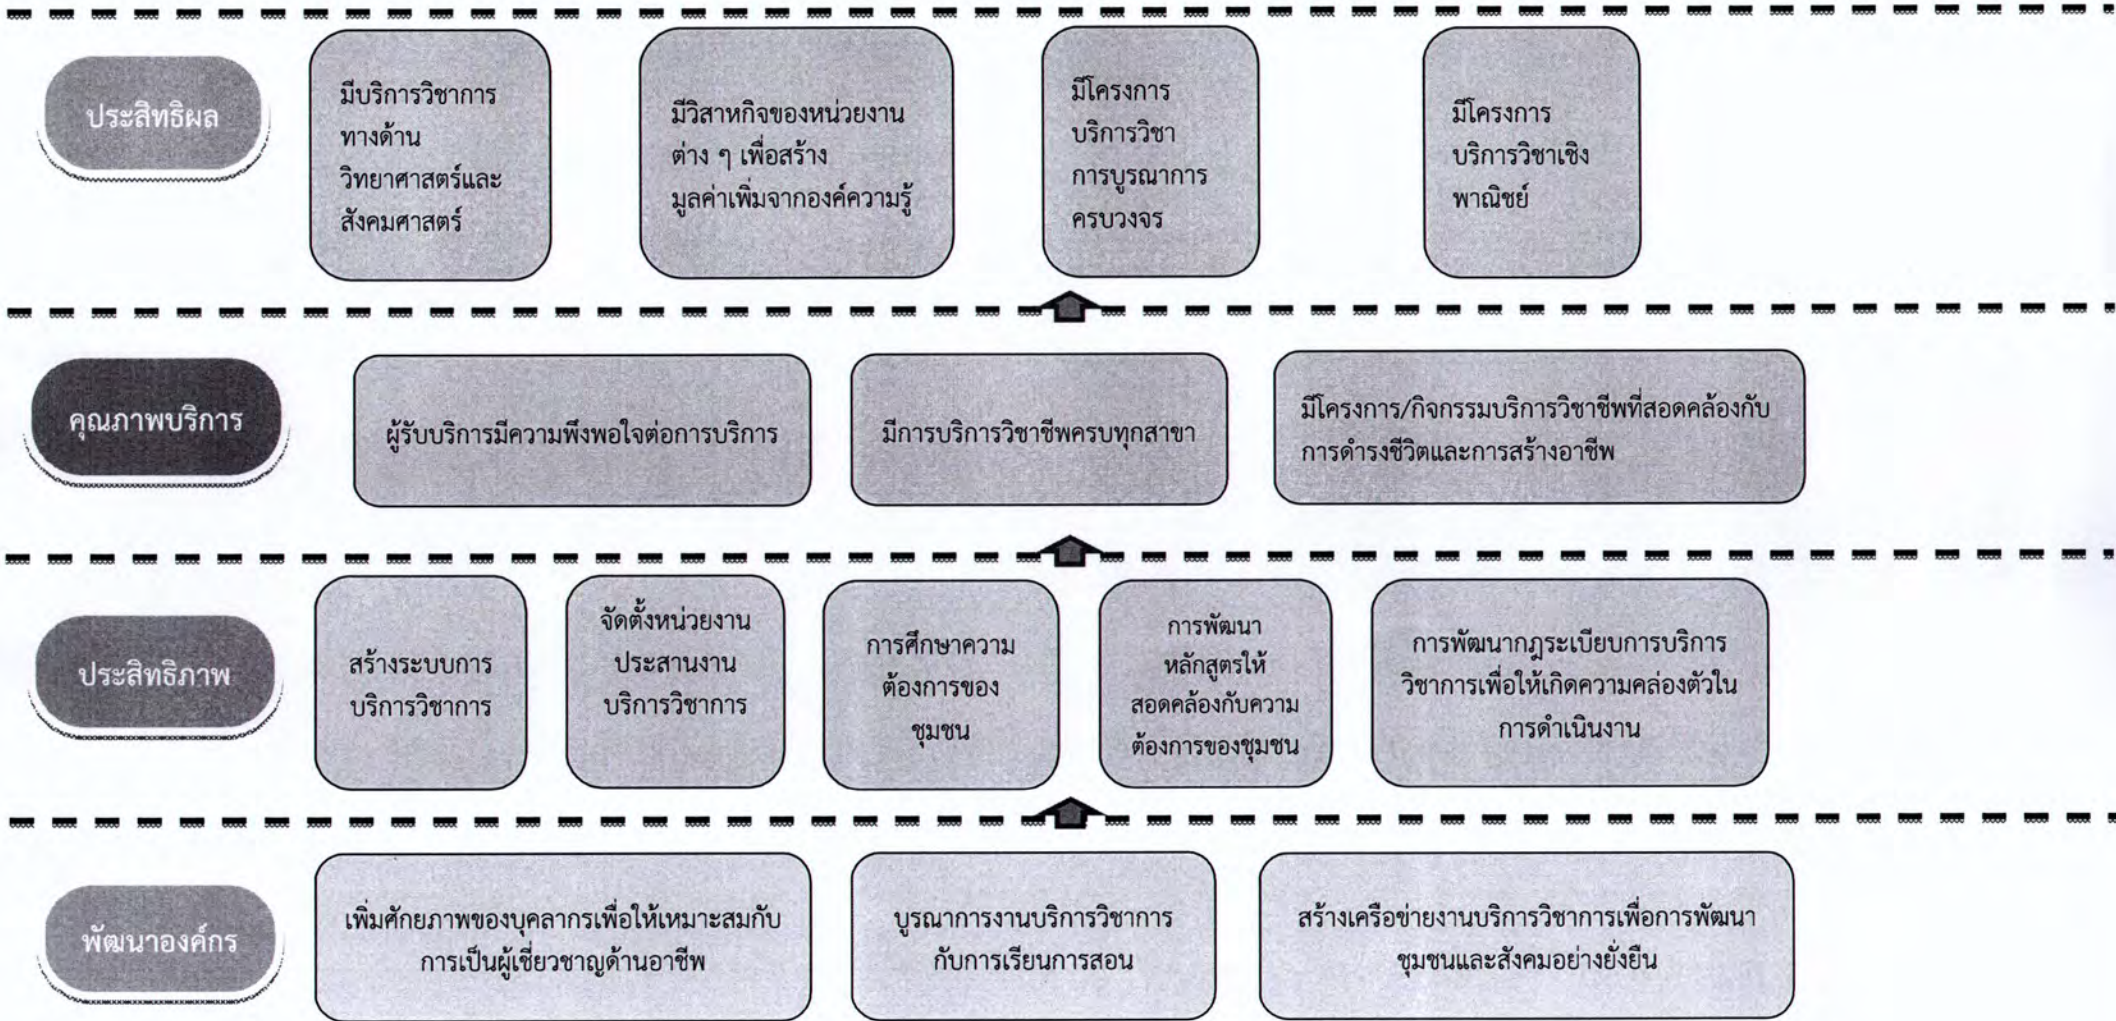 ประสิทธิผล
มีบริการวิชาการ
ทางด้าน
วิทยาศาสตร์และ
สังคมศาสตร์
มีวิสาหกิจของหน่วยงาน
ต่าง ๆ เพื่อสร้าง
มูลค่าเพิ่มจากองค์ความรู้
มีโครงการ
บริการวิชา
การบูรณาการ
ครบวงจร
มีโครงการ
บริการวิชาเชิง
พาณิชย์
คุณภาพบริการ
ผู้รับบริการมีความพึงพอใจต่อการบริการ
มีการบริการวิชาชีพครบทุกสาขา
มีโครงการ/กิจกรรมบริการวิชาชีพที่สอดคล้องกับ
การดำรงชีวิตและการสร้างอาชีพ
ประสิทธิภาพ
สร้างระบบการ
บริการวิชาการ
จัดตั้งหน่วยงาน
ประสานงาน
บริการวิชาการ
การศึกษาความ
ต้องการของ
ชุมชน
การพัฒนา
หลักสูตรให้
สอดคล้องกับความ
ต้องการของชุมชน
การพัฒนากฎระเบียบการบริการ
วิชาการเพื่อให้เกิดความคล่องตัวใน
การดำเนินงาน
พัฒนาองค์กร
เพิ่มศักยภาพของบุคลากรเพื่อให้เหมาะสมกับ
การเป็นผู้เชี่ยวชาญด้านอาชีพ
บูรณาการงานบริการวิชาการ
กับการเรียนการสอน
สร้างเครือข่ายงานบริการวิชาการเพื่อการพัฒนา
ชุมชนและสังคมอย่างยั่งยืน